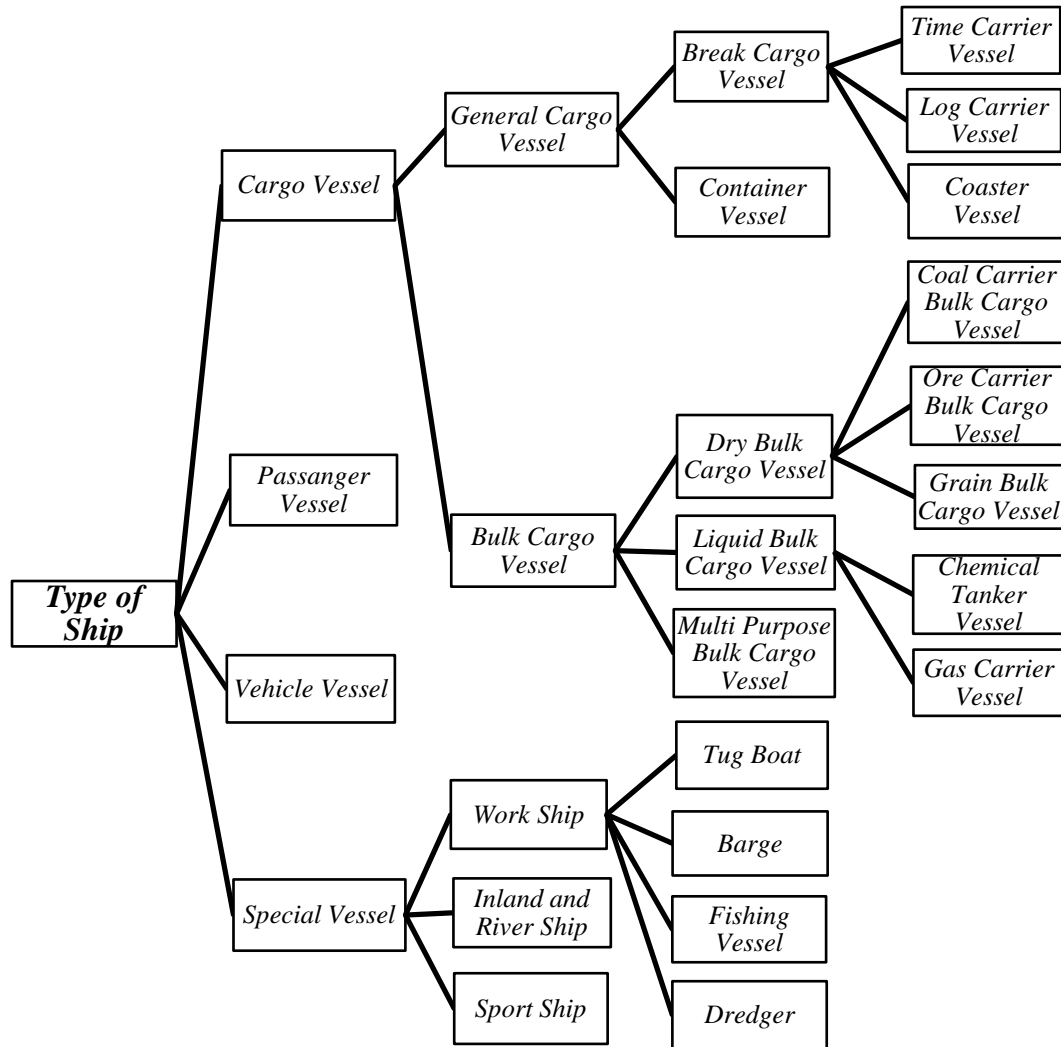 Time Carrier
Vessel
Break Cargo
Vessel
Log Carrier
Vessel
General Cargo
Vessel
Cargo Vessel
Container
Vessel
Coaster
Vessel
Coal Carrier
Bulk Cargo
Vessel
Ore Carrier
Bulk Cargo
Vessel
Dry Bulk
Cargo Vessel
Grain Bulk
Cargo Vessel
Passanger
Vessel
Bulk Cargo
Vessel
Liquid Bulk
Cargo Vessel
Chemical
Tanker
Vessel
Type of
Ship
Multi Purpose
Bulk Cargo
Vessel
Gas Carrier
Vessel
Vehicle Vessel
Tug Boat
Work Ship
Barge
Special Vessel
Inland and
River Ship
Fishing
Vessel
Sport Ship
Dredger